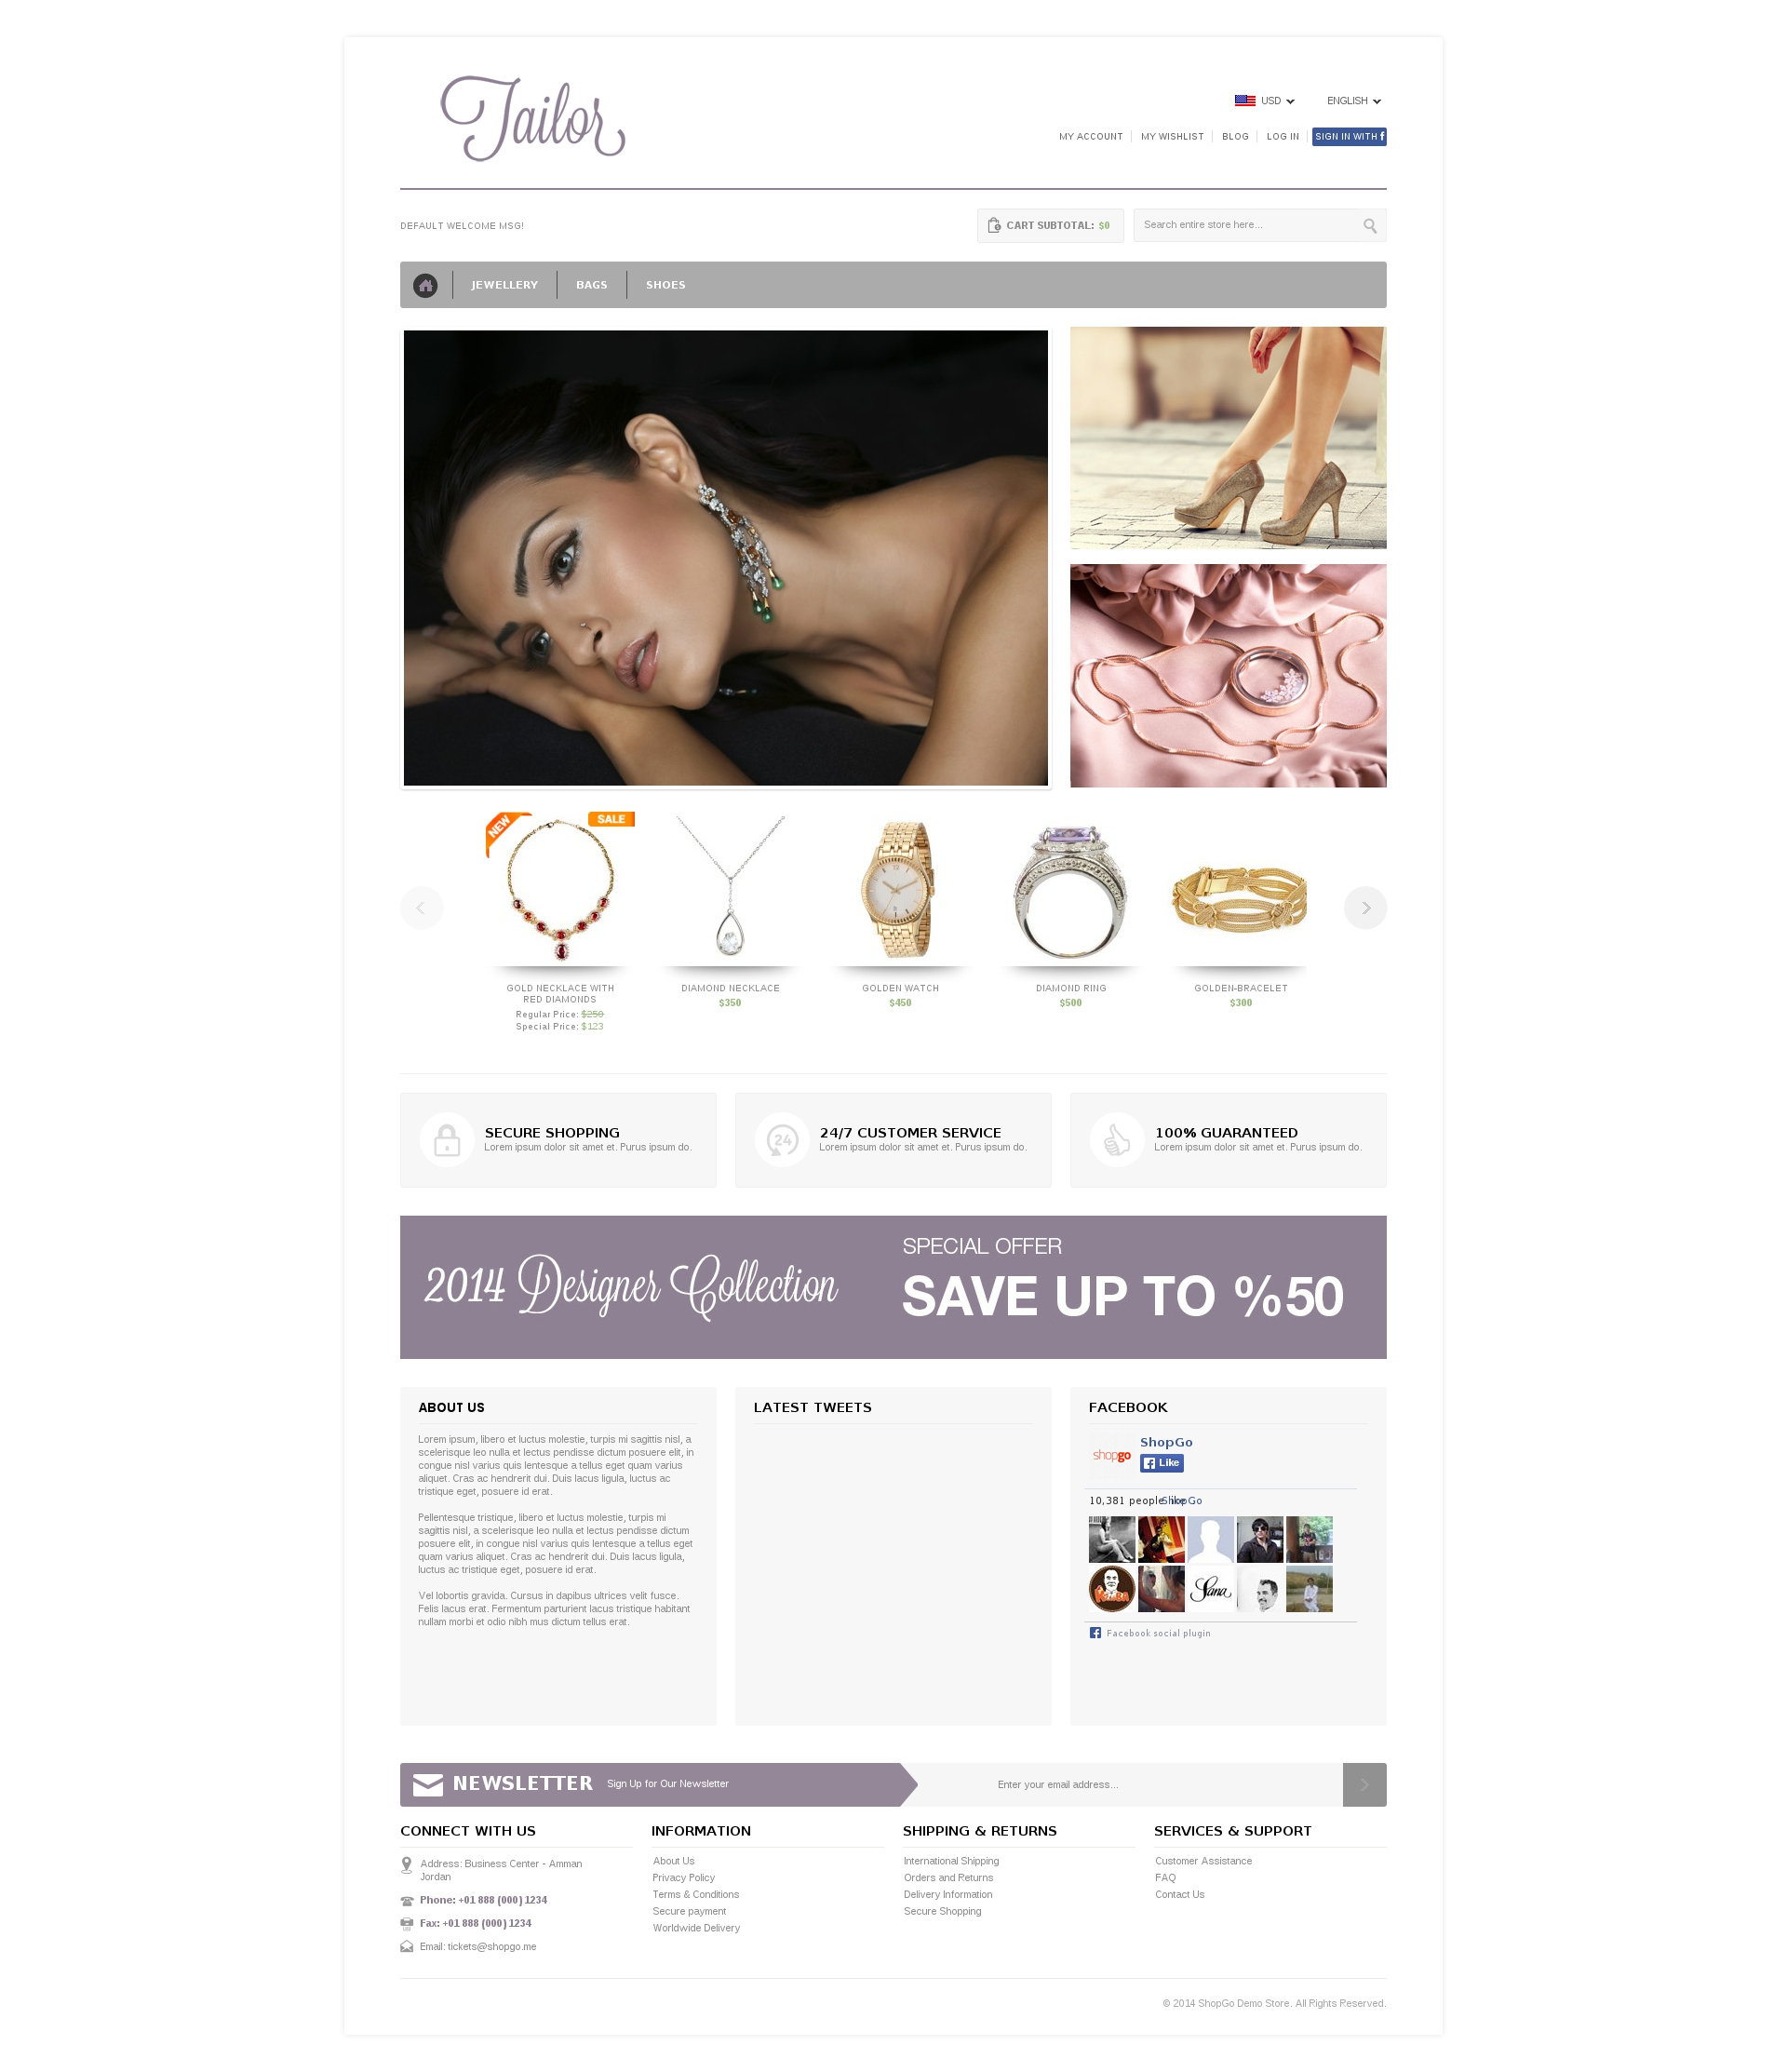 Tailor
USD ENGLISH
MY ACCOUNT MY WISHLIST BLOG LOG IN SIGN IN WITH f
DEFAULT WELCOME MSG!
CART SUBTOTAL: $0
Search entire store here...
JEWELLERY BAGS SHOES
NEW SALE
GOLD NECKLACE WITH
RED DIAMONDS
Regular Price: $250
Special Price: $123
DIAMOND NECKLACE
$350
GOLDEN WATCH
$450
DIAMOND RING
$500
GOLDEN-BRACELET
$300
SECURE SHOPPING
Lorem ipsum dolor sit amet et. Purus ipsum do.
24
24/7 CUSTOMER SERVICE
Lorem ipsum dolor sit amet et. Purus ipsum do.
100% GUARANTEED
Lorem ipsum dolor sit amet et. Purus ipsum do.
2014 Designer Collection
SPECIAL OFFER
SAVE UP TO %50
ABOUT US
Lorem ipsum, libero et luctus molestie, turpis mi sagittis nisl, a
scelerisque leo nulla et lectus pendisse dictum posuere elit, in
congue nisl varius quis lentesque a tellus eget quam varius
aliquet. Cras ac hendrerit dui. Duis lacus ligula, luctus ac
tristique eget, posuere id erat.
Pellentesque tristique, libero et luctus molestie, turpis mi
sagittis nisl, a scelerisque leo nulla et lectus pendisse dictum
posuere elit, in congue nisl varius quis lentesque a tellus eget
quam varius aliquet. Cras ac hendrerit dui. Duis lacus ligula,
luctus ac tristique eget, posuere id erat.
Vel lobortis gravida. Cursus in dapibus ultrices velit fusce.
Felis lacus erat. Fermentum parturient lacus tristique habitant
nullam morbi et odio nibh mus dictum tellus erat.
LATEST TWEETS
FACEBOOK
shopgo
ShopGo
Like
10,381 people like ShopGo
Sana
Facebook social plugin
NEWSLETTER Sign Up for Our Newsletter
Enter your email address...
CONNECT WITH US
Address: Business Center - Amman
Jordan
Phone: +01 888 (000) 1234
Fax: +01 888 (000) 1234
Email: tickets@shopgo.me
INFORMATION
About Us
Privacy Policy
Terms & Conditions
Secure payment
Worldwide Delivery
SHIPPING & RETURNS
International Shipping
Orders and Returns
Delivery Information
Secure Shopping
SERVICES & SUPPORT
Customer Assistance
FAQ
Contact Us
© 2014 ShopGo Demo Store. All Rights Reserved.